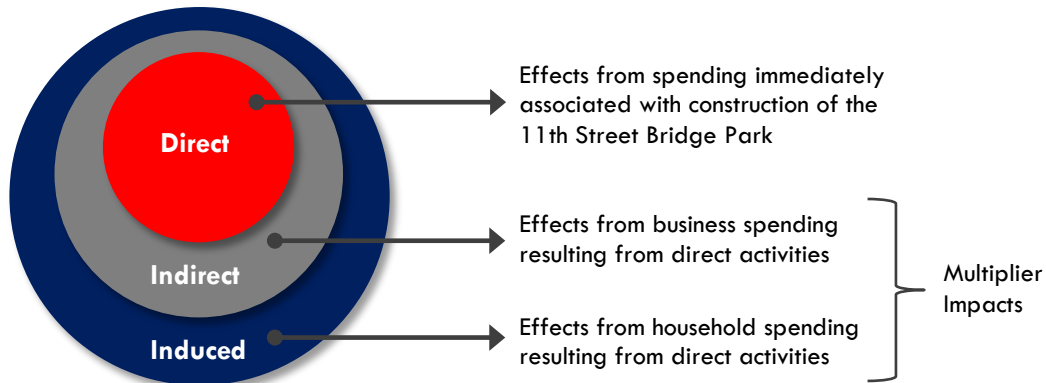 Direct
Indirect
Induced
Effects from spending immediately
associated with construction of the
11th Street Bridge Park
Effects from business spending
resulting from direct activities
Effects from household spending
resulting from direct activities
Multiplier
Impacts